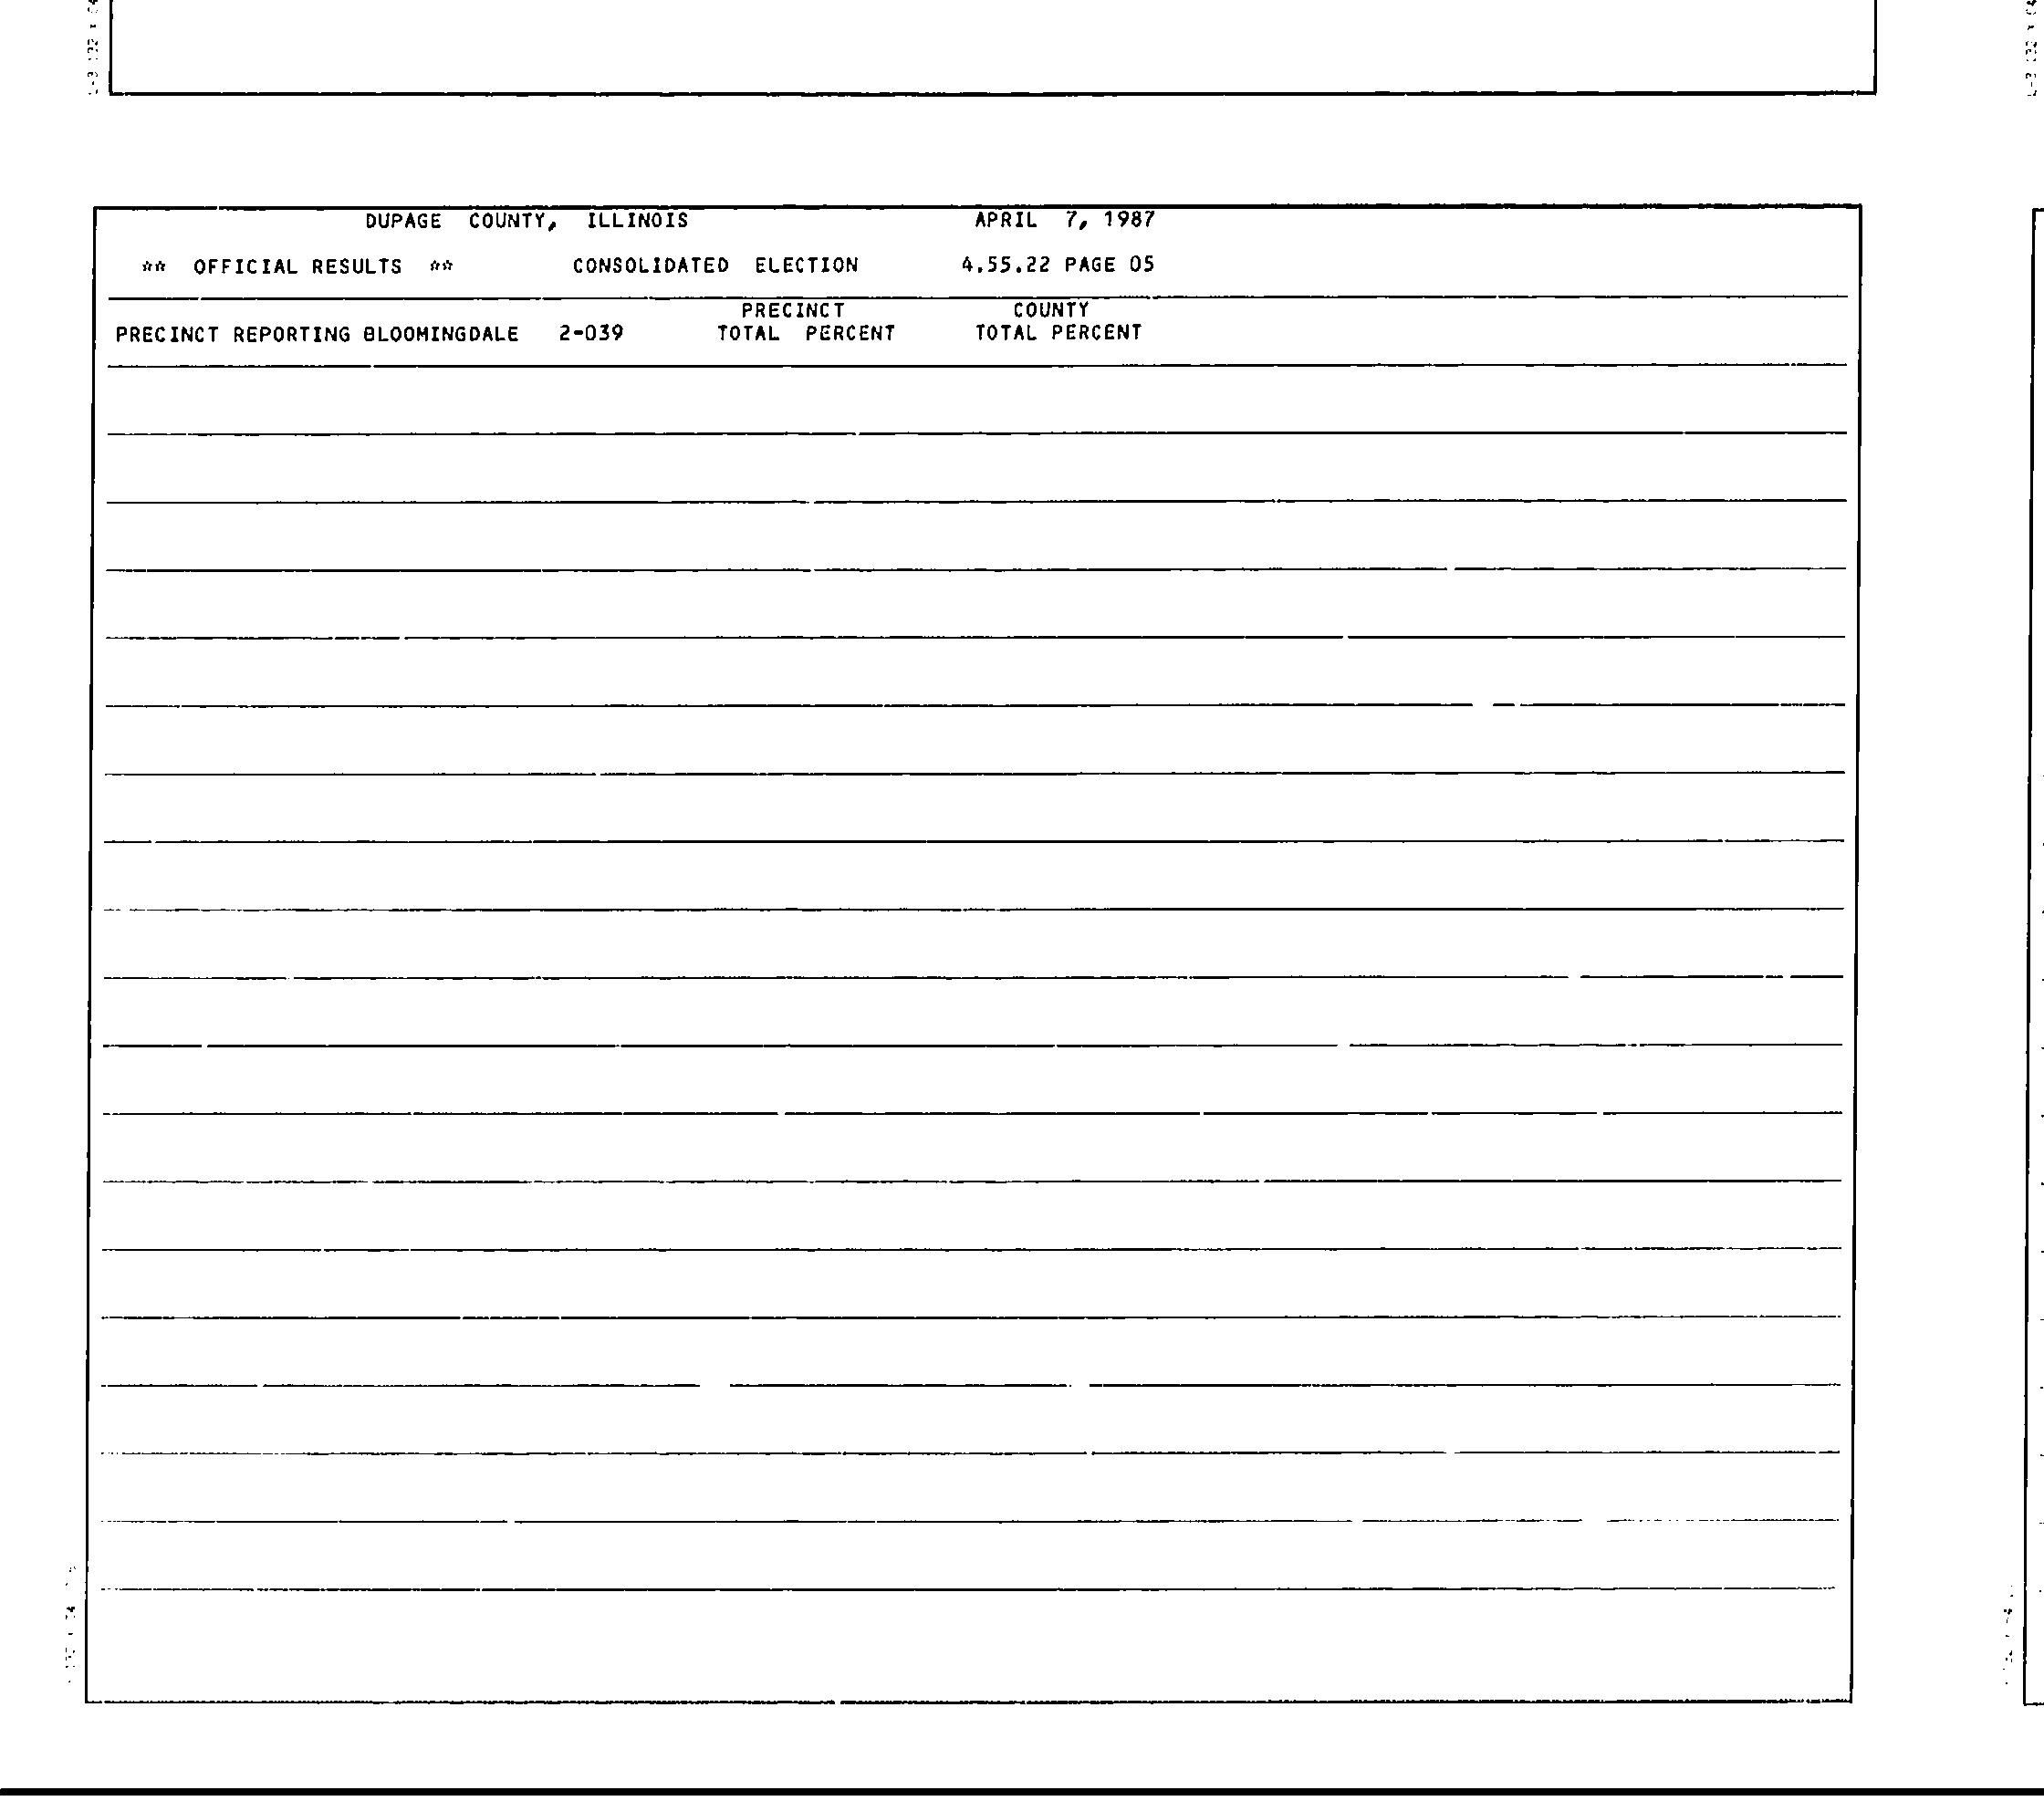 DUPAGE COUNTY, ILLINOIS APRIL 7, 1987
** OFFICIAL RESULTS ** CONSOLIDATED ELECTION 4.55.22 PAGE 05
PRECINCT COUNTY
PRECINCT REPORTING BLOOMINGDALE 2-039 TOTAL PERCENT TOTAL PERCENT